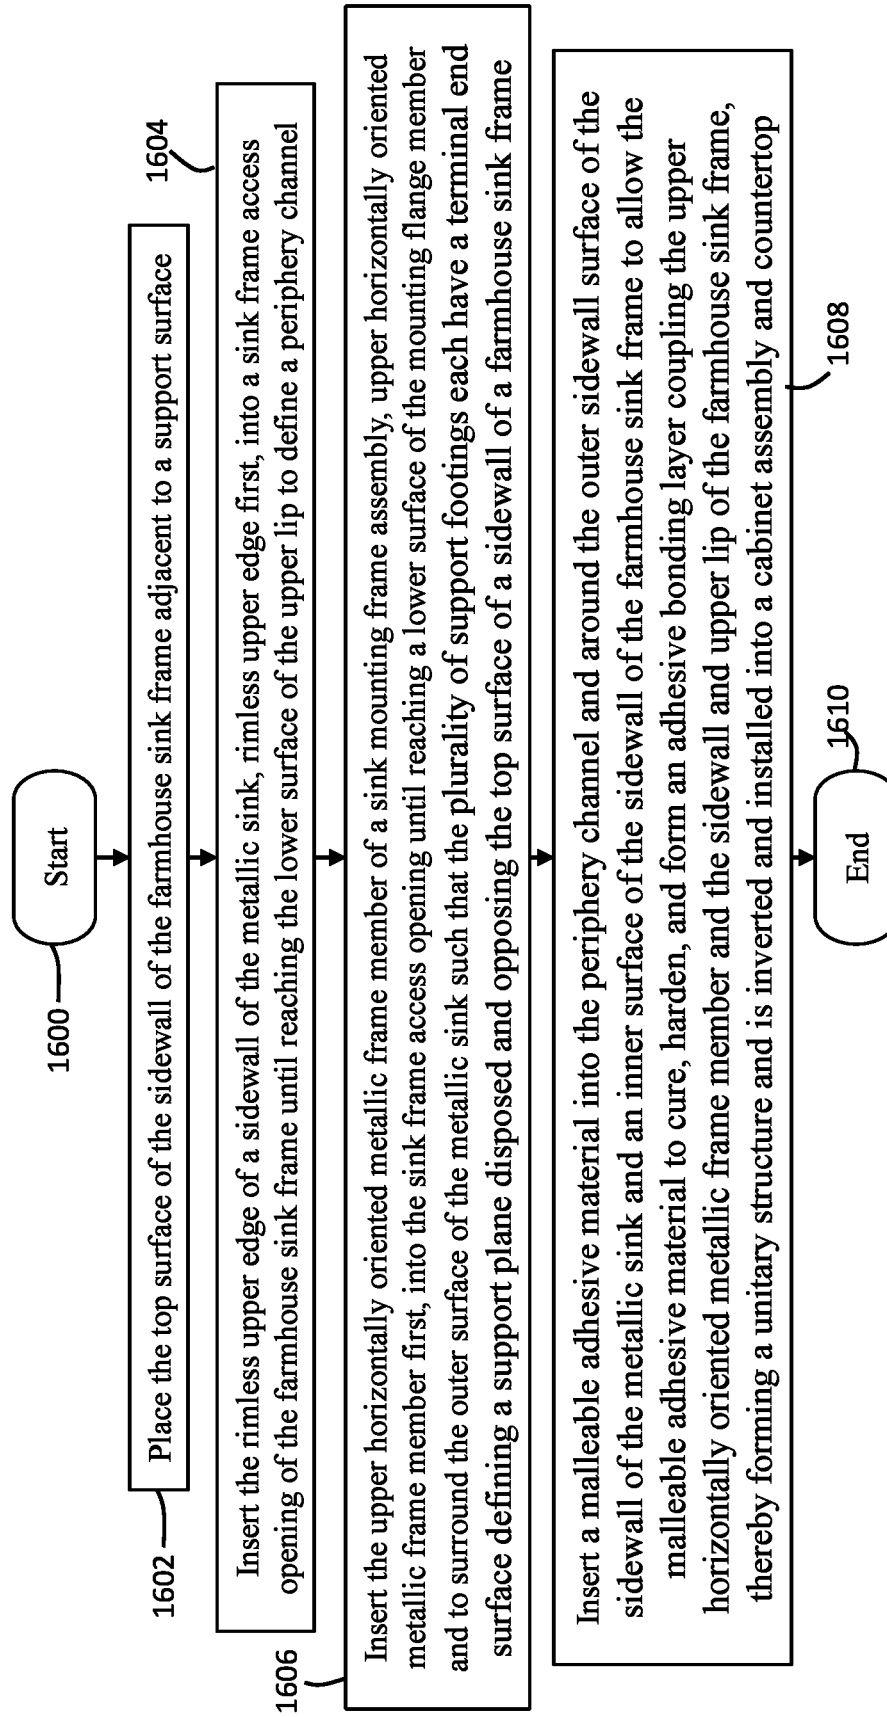 Start
1600
1602
Place the top surface of the sidewall of the farmhouse sink frame adjacent to a support surface
1604
Insert the rimless upper edge of a sidewall of the metallic sink, rimless upper edge first, into a sink frame access
opening of the farmhouse sink frame until reaching the lower surface of the upper lip to define a periphery channel
1606
Insert the upper horizontally oriented metallic frame member of a sink mounting frame assembly, upper horizontally oriented
metallic frame member first, into the sink frame access opening until reaching a lower surface of the mounting flange member
and to surround the outer surface of the metallic sink such that the plurality of support footings each have a terminal end
surface defining a support plane disposed and opposing the top surface of a sidewall of a farmhouse sink frame
Insert a malleable adhesive material into the periphery channel and around the outer sidewall surface of the
sidewall of the metallic sink and an inner surface of the sidewall of the farmhouse sink frame to allow the
malleable adhesive material to cure, harden, and form an adhesive bonding layer coupling the upper
horizontally oriented metallic frame member and the sidewall and upper lip of the farmhouse sink frame,
thereby forming a unitary structure and is inverted and installed into a cabinet assembly and countertop
1608
1610
End